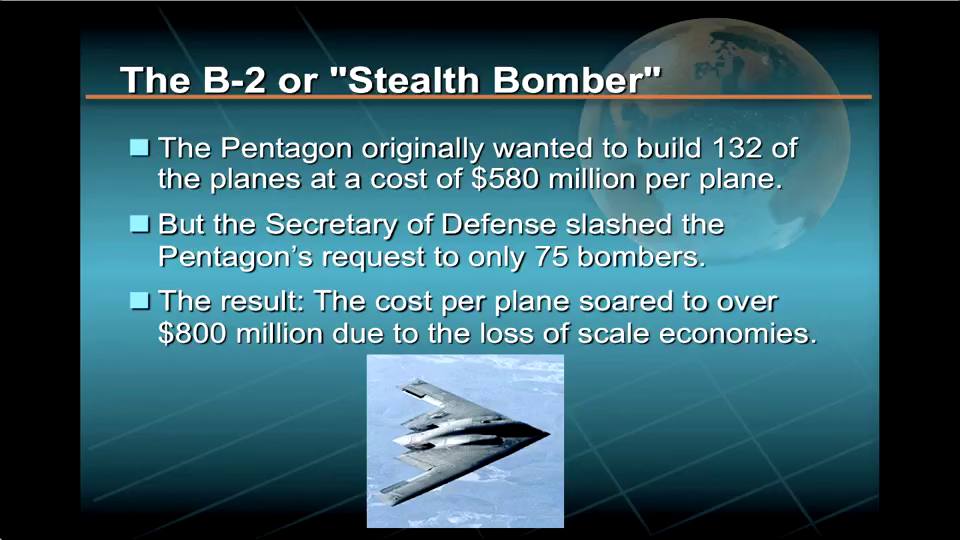 The B-2 or "Stealth Bomber"
The Pentagon originally wanted to build 132 of
the planes at a cost of $580 million per plane.
But the Secretary of Defense slashed the
Pentagon’s request to only 75 bombers.
The result: The cost per plane soared to over
$800 million due to the loss of scale economies.